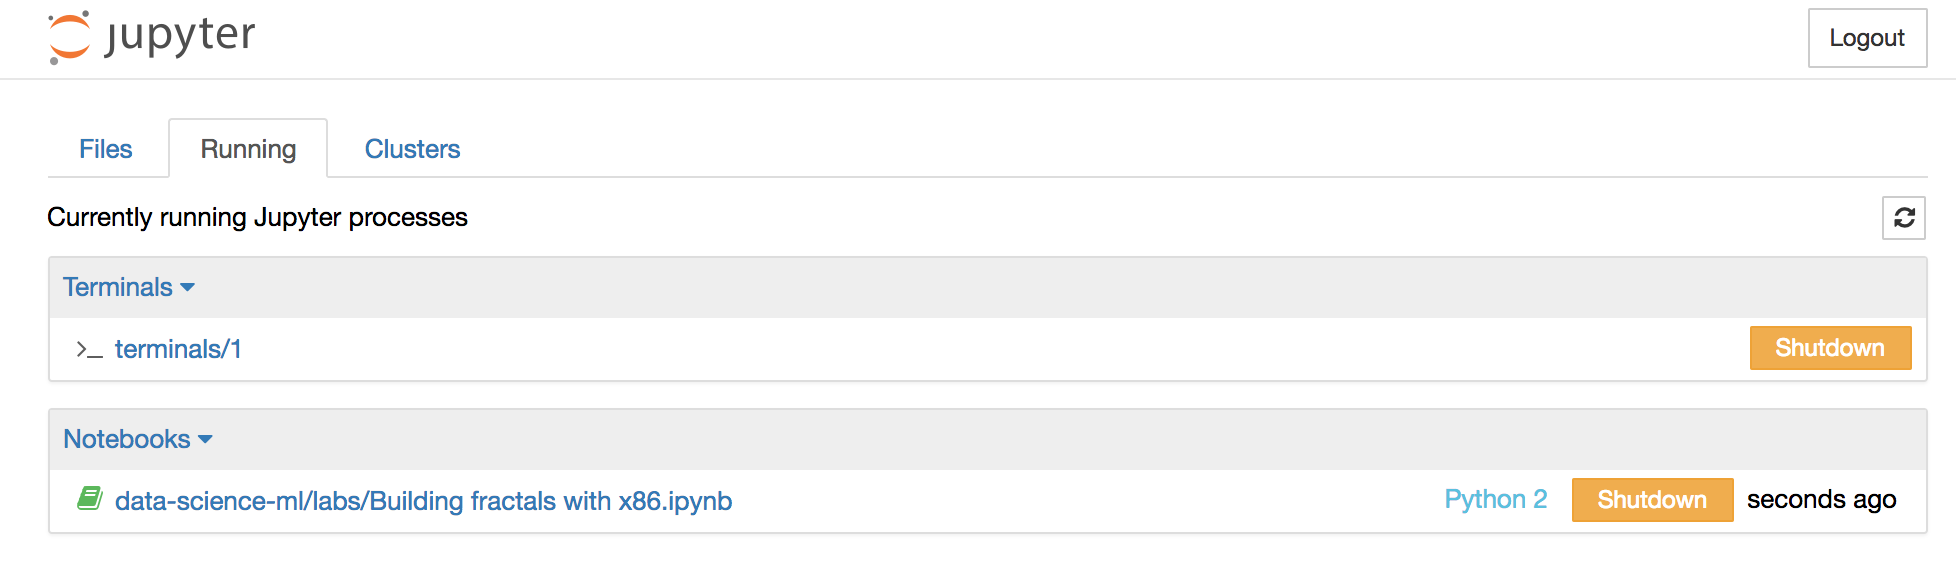 jupyter
Logout
Files Running Clusters
Currently running Jupyter processes
Terminals
>_ terminals/1 Shutdown
Notebooks
data-science-ml/labs/Building fractals with x86.ipynb Python 2 Shutdown seconds ago